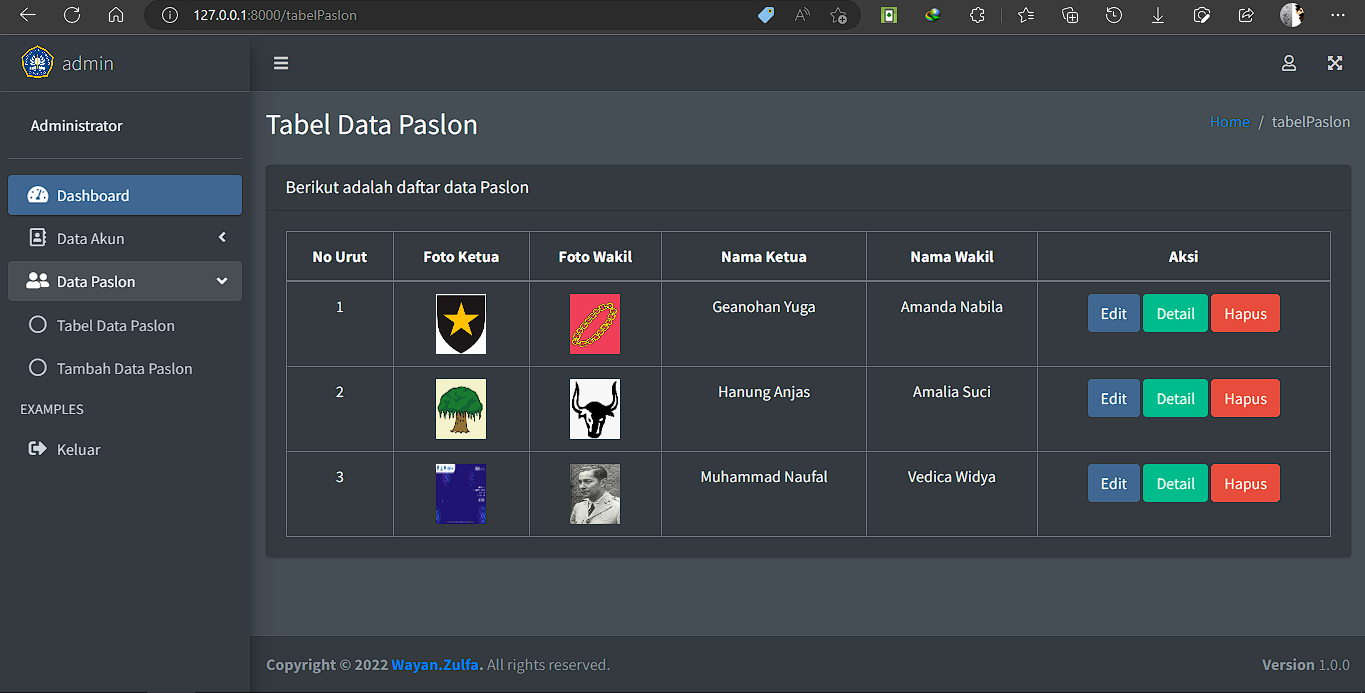 127.0.0.1:8000/tabelPaslon
admin
Administrator
Tabel Data Paslon
Home / tabelPaslon
Dashboard
Data Akun
Data Paslon
Tabel Data Paslon
Tambah Data Paslon
EXAMPLES
Keluar
Berikut adalah daftar data Paslon
No Urut Foto Ketua Foto Wakil Nama Ketua Nama Wakil Aksi
1 Geanohan Yuga Amanda Nabila Edit Detail Hapus
2 Hanung Anjas Amalia Suci Edit Detail Hapus
3 Muhammad Naufal Vedica Widya Edit Detail Hapus
Copyright © 2022 Wayan.Zulfa. All rights reserved.
Version 1.0.0